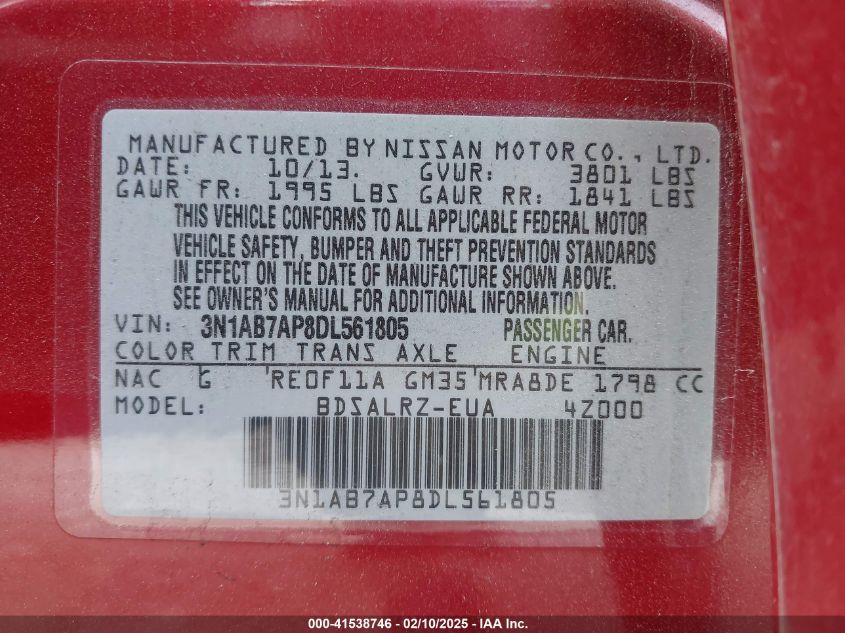 MANUFACTURED BY NISSAN MOTOR CO., LTD.
DATE: 10/13. GVWR: 3801 LBS
GAWR FR: 1995 LBS GAWR RR: 1841 LBS
THIS VEHICLE CONFORMS TO ALL APPLICABLE FEDERAL MOTOR
VEHICLE SAFETY, BUMPER AND THEFT PREVENTION STANDARDS
IN EFFECT ON THE DATE OF MANUFACTURE SHOWN ABOVE.
SEE OWNER'S MANUAL FOR ADDITIONAL INFORMATION.
VIN: 3N1AB7AP8DL561805 PASSENGER CAR.
COLOR TRIM TRANS AXLE ENGINE
NAC G RE0F11A GM35 MRA8DE 1798 CC
MODEL: BDSALRZ-EUA 4Z000
3N1AB7AP8DL561805
000-41538746 - 02/10/2025 - IAA Inc.